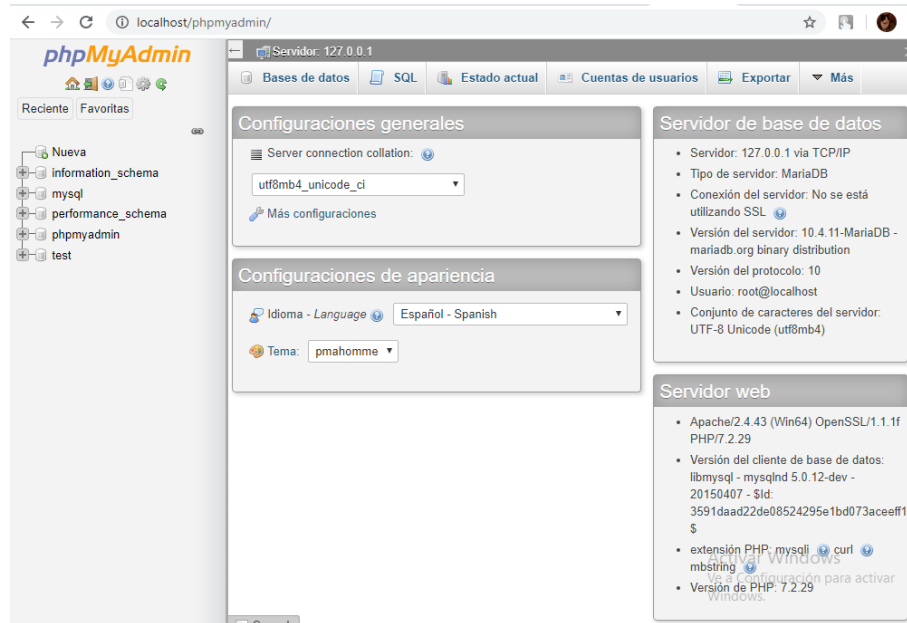 localhost/phpmyadmin/
phpMyAdmin
Reciente Favoritas
Nueva
information_schema
mysql
performance_schema
phpmyadmin
test
Servidor: 127.0.0.1
Bases de datos SQL Estado actual Cuentas de usuarios Exportar Más
Configuraciones generales
Server connection collation:
utf8mb4_unicode_ci
Más configuraciones
Configuraciones de apariencia
Idioma - Language Español - Spanish
Tema: pmahomme
Servidor de base de datos
Servidor: 127.0.0.1 via TCP/IP
Tipo de servidor: MariaDB
Conexión del servidor: No se está
utilizando SSL
Versión del servidor: 10.4.11-MariaDB -
mariadb.org binary distribution
Versión del protocolo: 10
Usuario: root@localhost
Conjunto de caracteres del servidor:
UTF-8 Unicode (utf8mb4)
Servidor web
Apache/2.4.43 (Win64) OpenSSL/1.1.1f
PHP/7.2.29
Versión del cliente de base de datos:
libmysql - mysqlnd 5.0.12-dev -
20150407 - $Id:
3591daad22de08524295e1bd073aceeff1
$
extensión PHP: mysqli curl
mbstring
Versión de PHP: 7.2.29
Activar Windows
Ve a Configuración para activar
Windows.